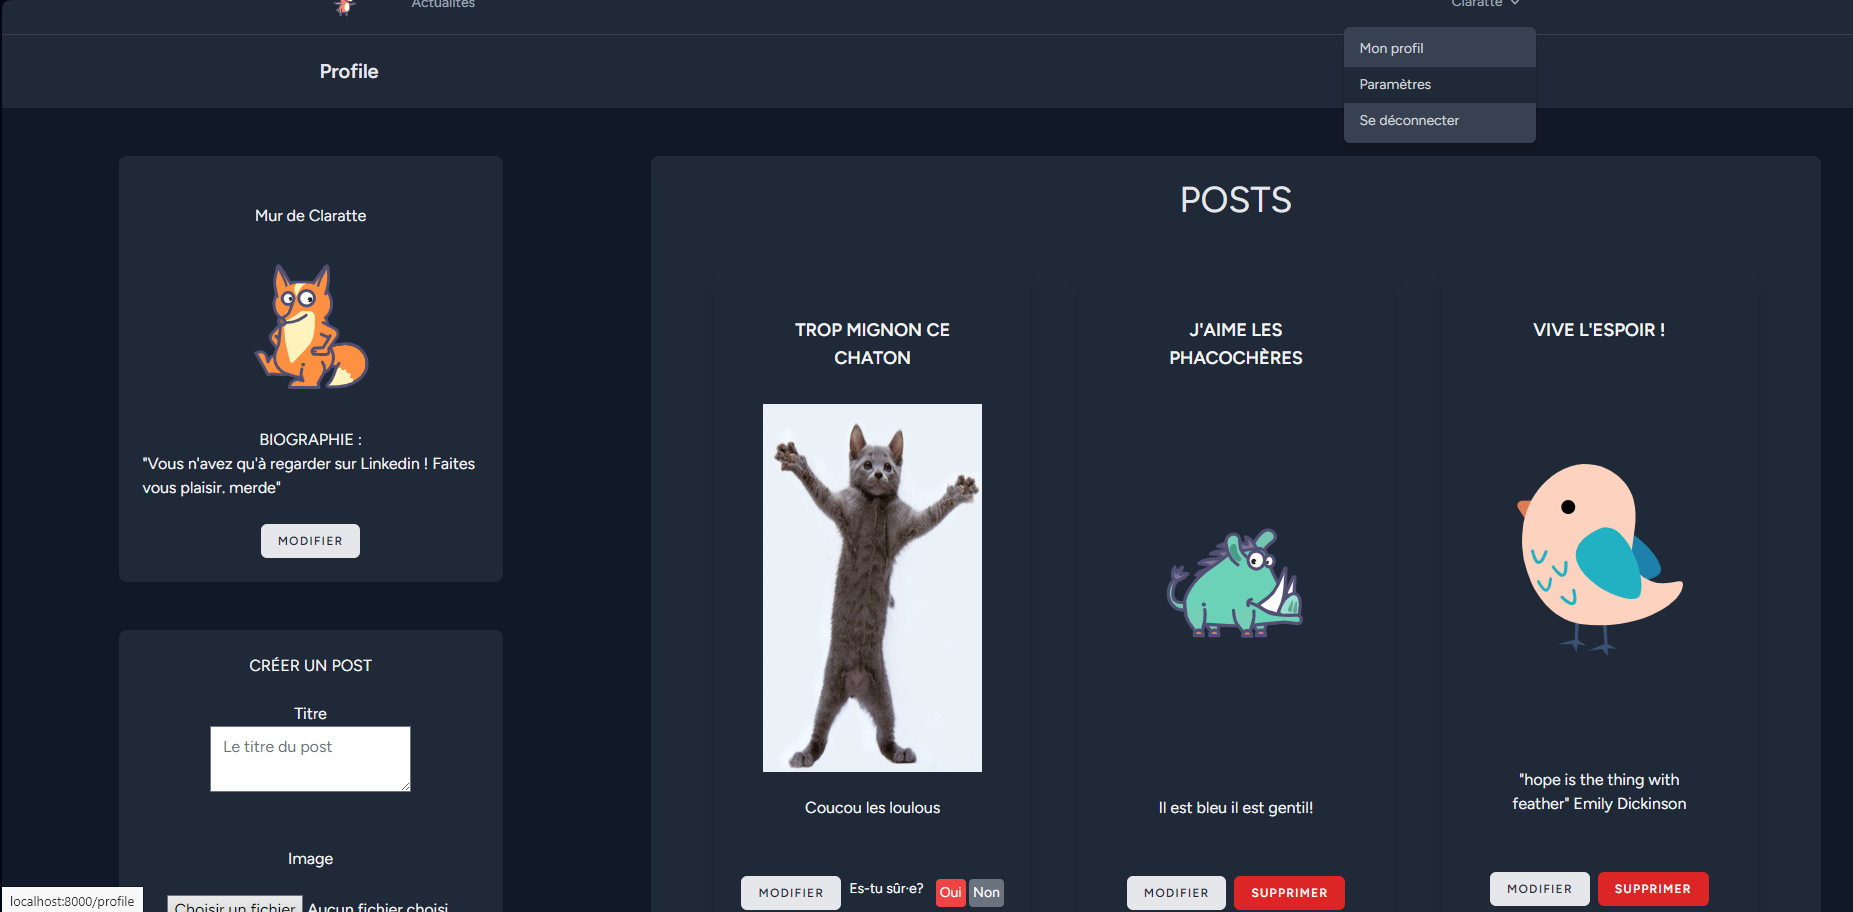 Actualités
Claratte
Mon profil
Paramètres
Se déconnecter
Profile
Mur de Claratte
BIOGRAPHIE :
"Vous n'avez qu'à regarder sur Linkedin ! Faites
vous plaisir. merde"
MODIFIER
CRÉER UN POST
Titre
Le titre du post
Image
Choisir un fichier Aucun fichier choisi
POSTS
TROP MIGNON CE
CHATON
Coucou les loulous
MODIFIER Es-tu sûr·e? Oui Non
J'AIME LES
PHACOCHÈRES
Il est bleu il est gentil!
MODIFIER SUPPRIMER
VIVE L'ESPOIR !
"hope is the thing with
feather" Emily Dickinson
MODIFIER SUPPRIMER
localhost:8000/profile